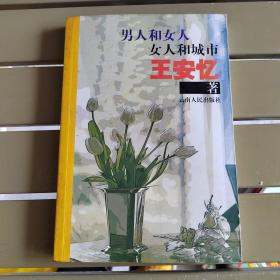 男人和女人
女人和城市
王安忆
著
云南人民出版社